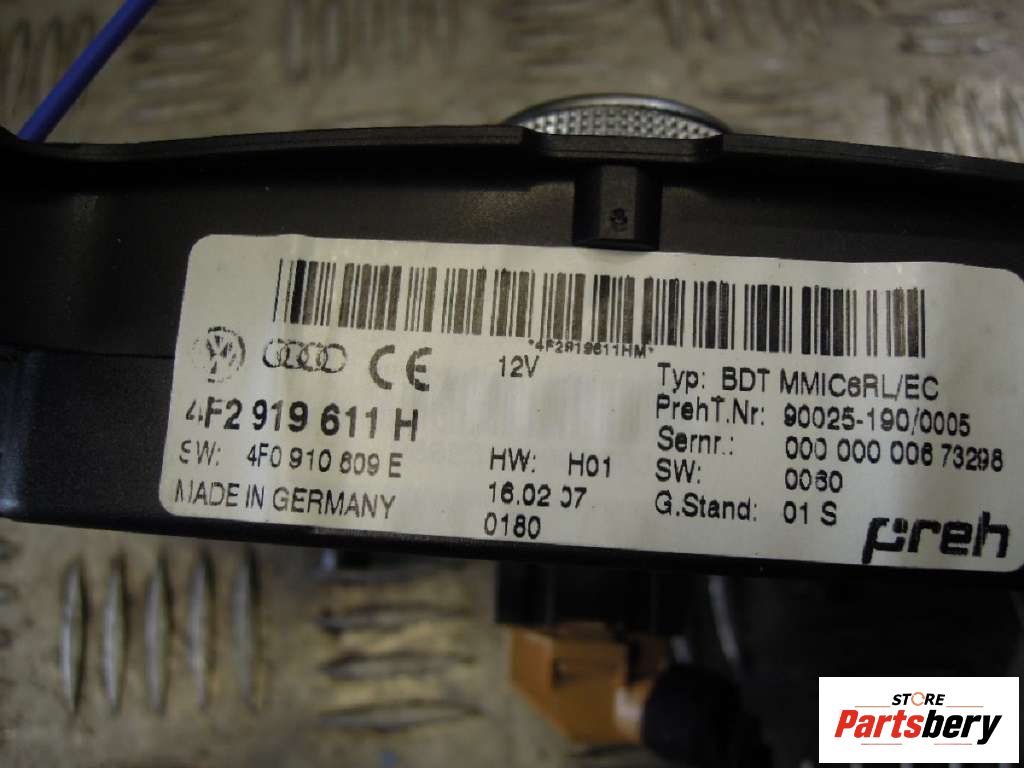 *4F2919611HM*
CE
12V
4F2 919 611 H
SW: 4F0 910 609 E
MADE IN GERMANY
HW: H01
16.02 07
0180
Typ: BDT MMIC6RL/EC
PrehT.Nr: 90025-190/0005
Sernr.: 000 000 006 73298
SW: 0060
G.Stand: 01 S
preh
STORE
Partsbery